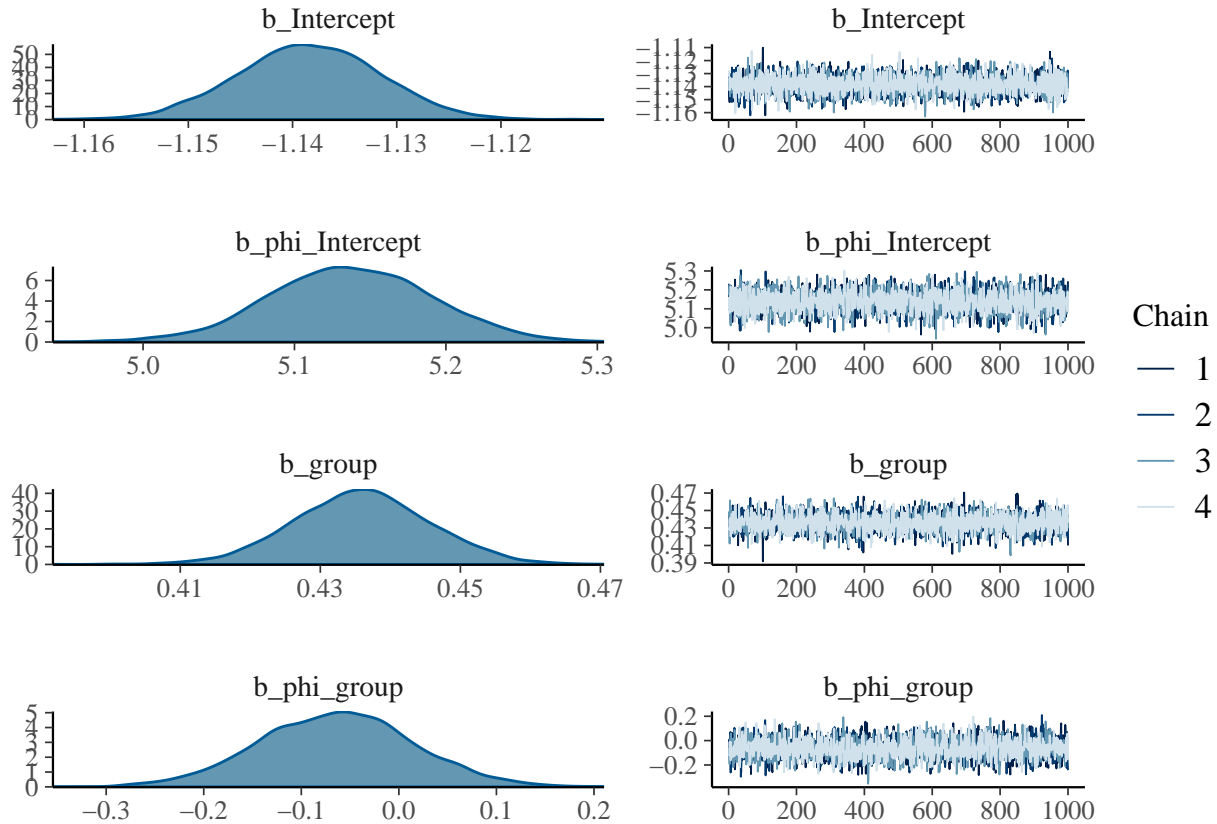 b_Intercept
50
40
30
20
10
0
−1.16 −1.15 −1.14 −1.13 −1.12
b_Intercept
−1.11
−1.12
−1.13
−1.14
−1.15
−1.16
0 200 400 600 800 1000
b_phi_Intercept
6
4
2
0
5.0 5.1 5.2 5.3
b_phi_Intercept
5.3
5.2
5.1
5.0
0 200 400 600 800 1000
b_group
40
30
20
10
0
0.41 0.43 0.45 0.47
b_group
0.47
0.45
0.43
0.41
0.39
0 200 400 600 800 1000
b_phi_group
5
4
3
2
1
0
−0.3 −0.2 −0.1 0.0 0.1 0.2
b_phi_group
0.2
0.0
−0.2
0 200 400 600 800 1000
Chain
1
2
3
4